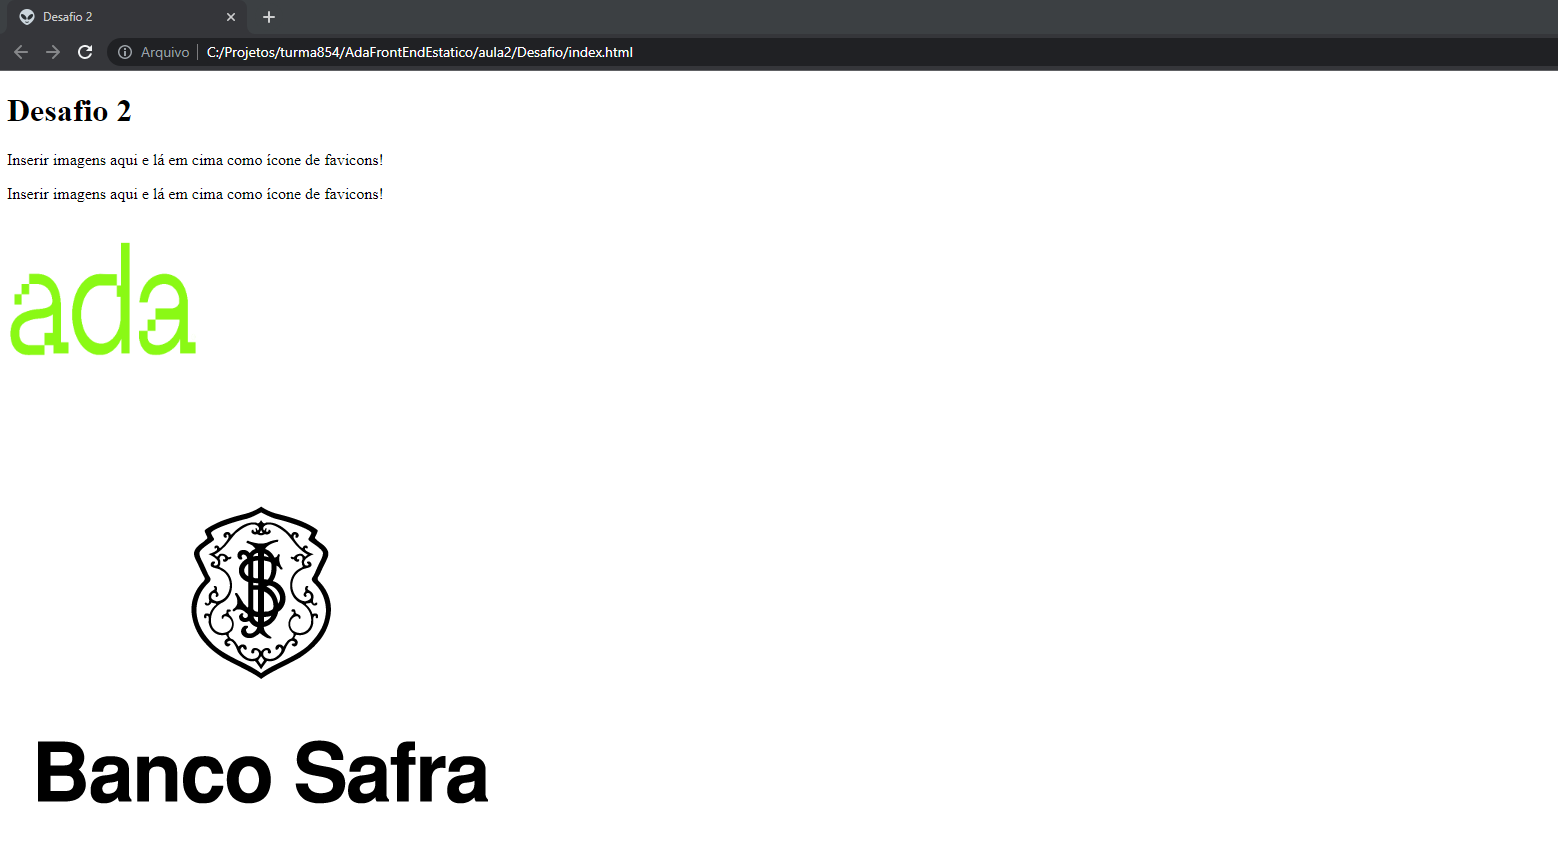 Desafio 2
Arquivo
C:/Projetos/turma854/AdaFrontEndEstatico/aula2/Desafio/index.html
Desafio 2
Inserir imagens aqui e lá em cima como ícone de favicons!
Inserir imagens aqui e lá em cima como ícone de favicons!
ada
Banco Safra